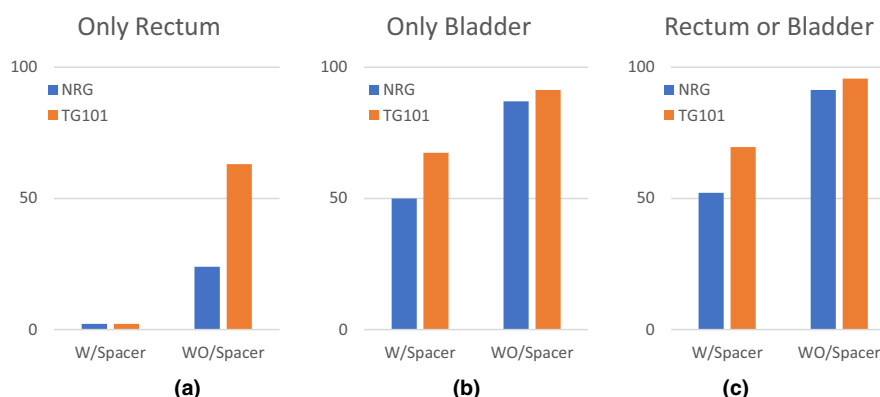 Only Rectum
100
NRG
TG101
50
0
W/Spacer WO/Spacer
(a)
Only Bladder
100
NRG
TG101
50
0
W/Spacer WO/Spacer
(b)
Rectum or Bladder
100
NRG
TG101
50
0
W/Spacer WO/Spacer
(c)